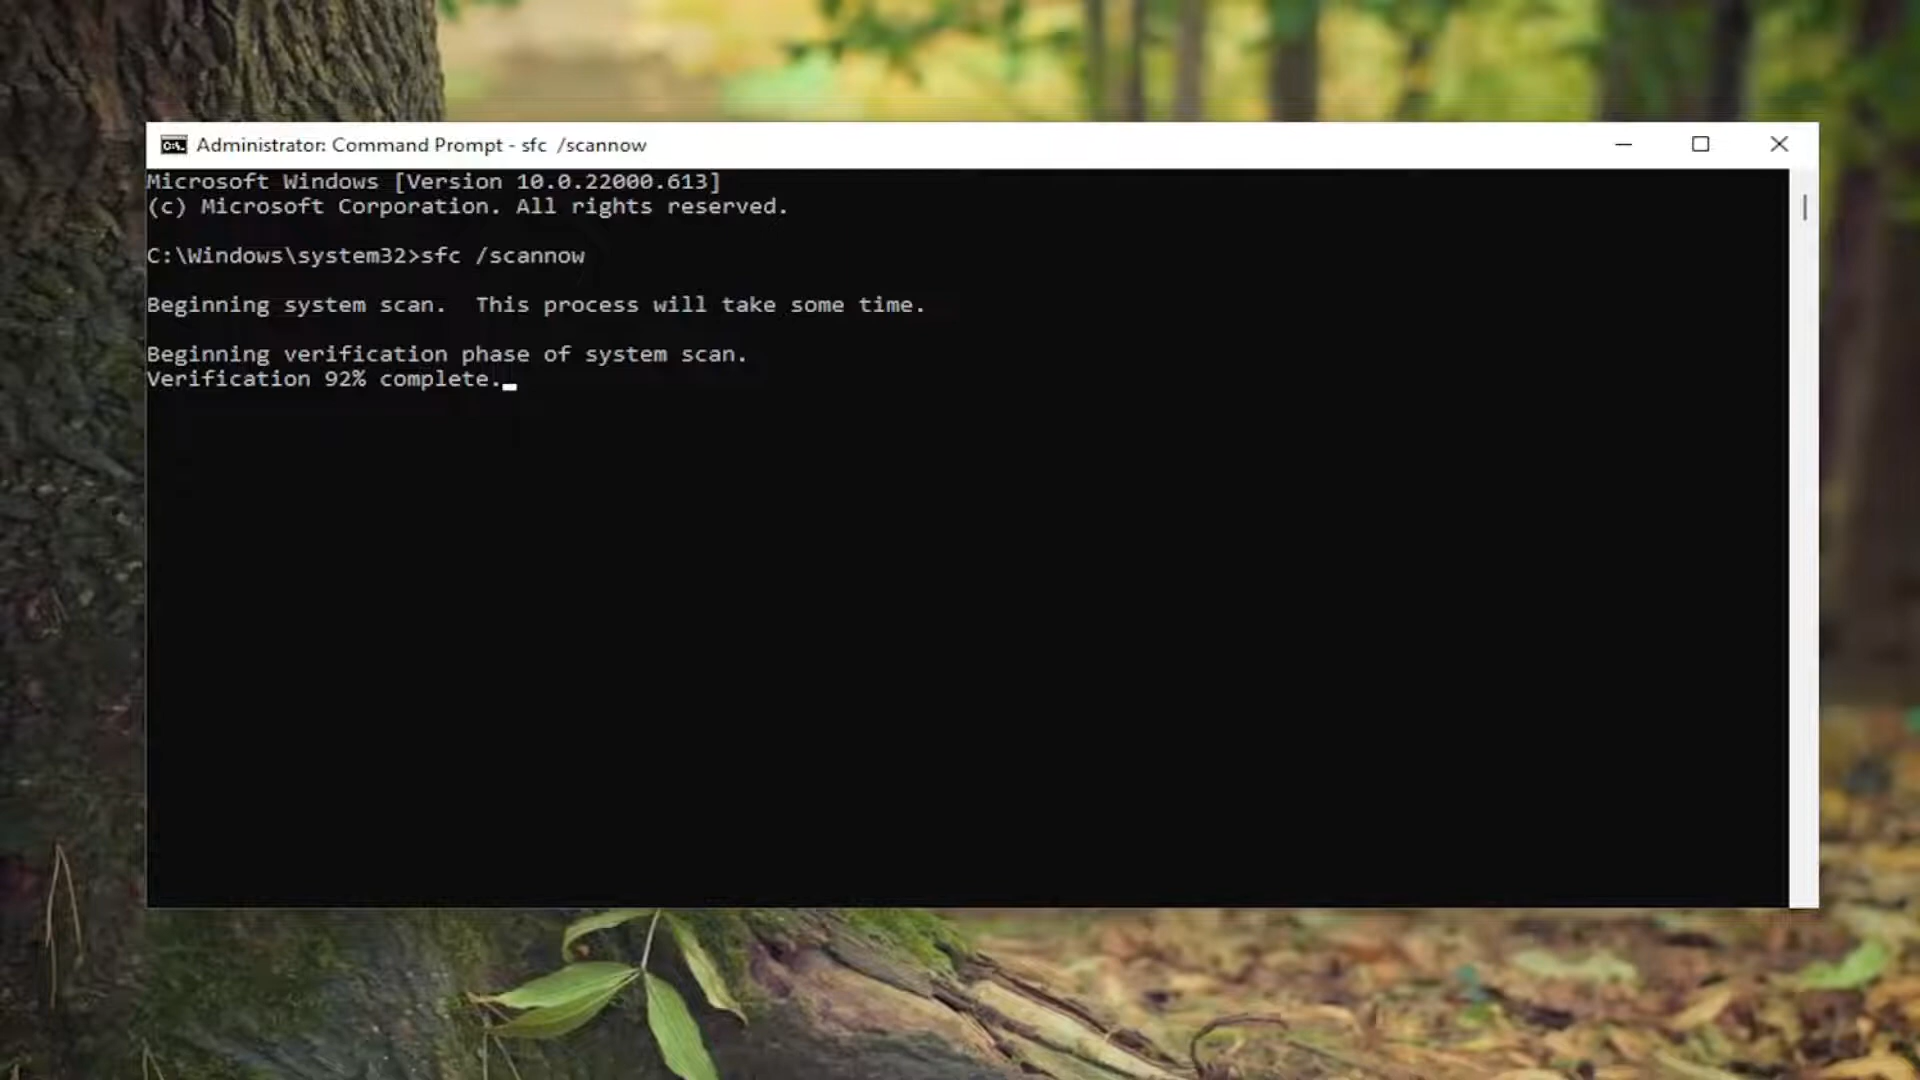 Administrator: Command Prompt - sfc  /scannow
Microsoft Windows [Version 10.0.22000.613]
(c) Microsoft Corporation. All rights reserved.
C:\Windows\system32>sfc /scannow
Beginning system scan.  This process will take some time.
Beginning verification phase of system scan.
Verification 92% complete.